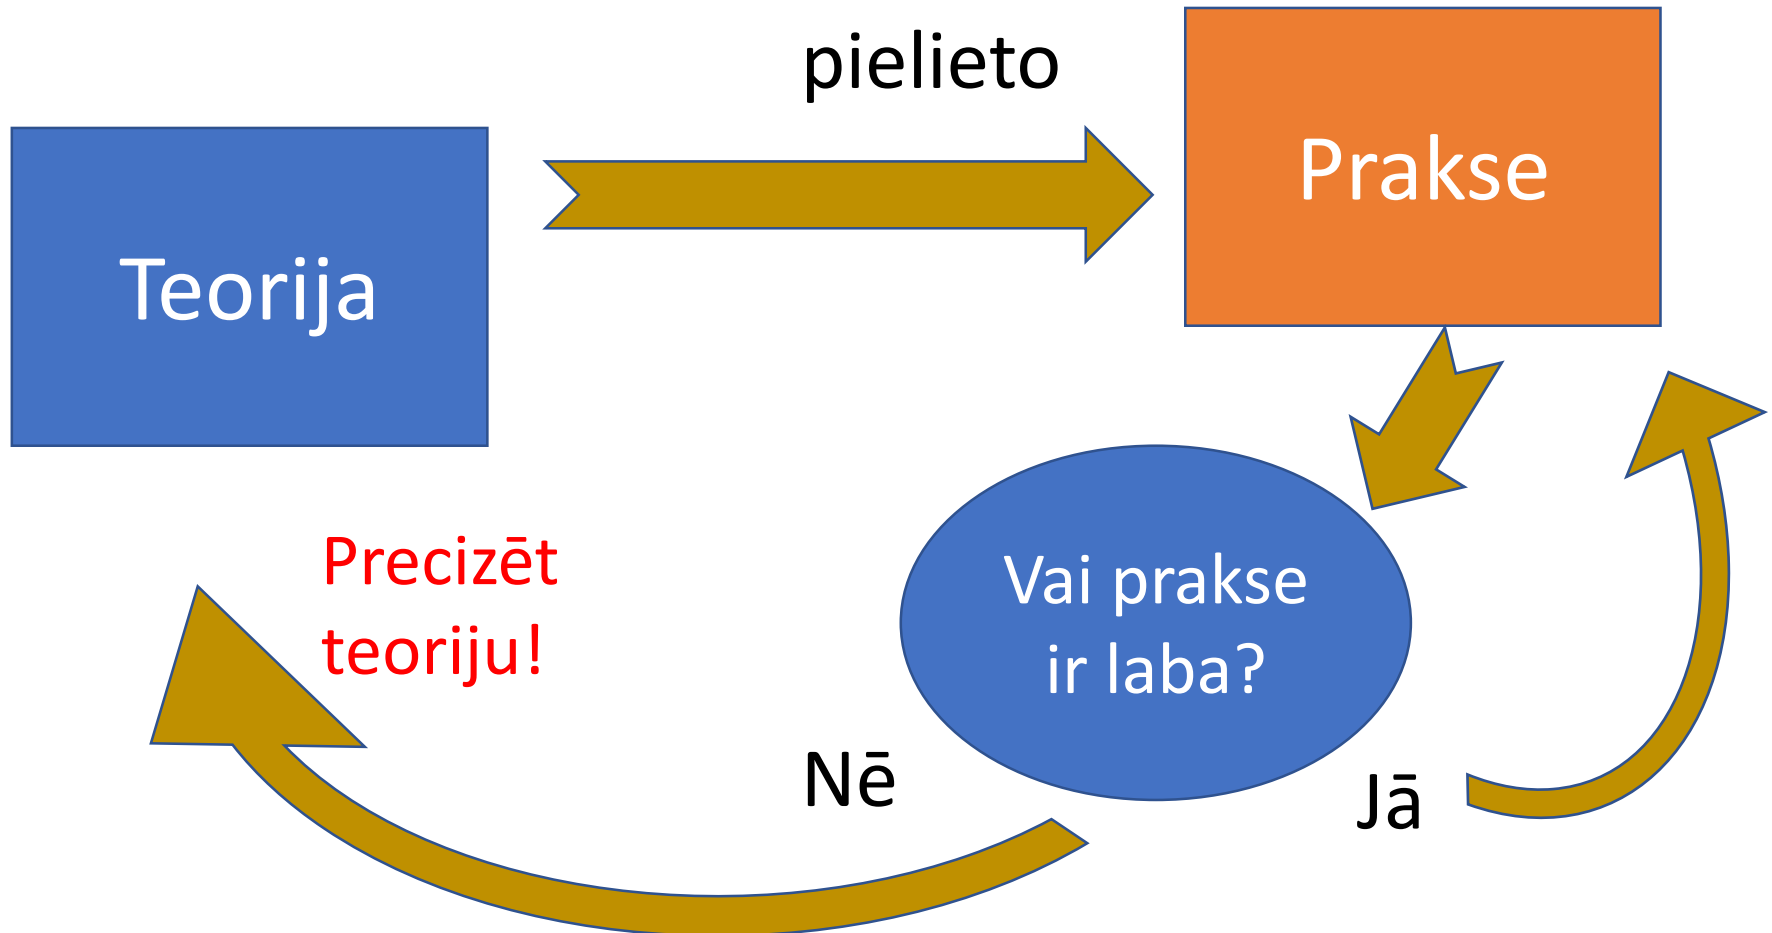 pielieto
Prakse
Teorija
Precizēt
teoriju!
Vai prakse
ir laba?
Nē
Jā